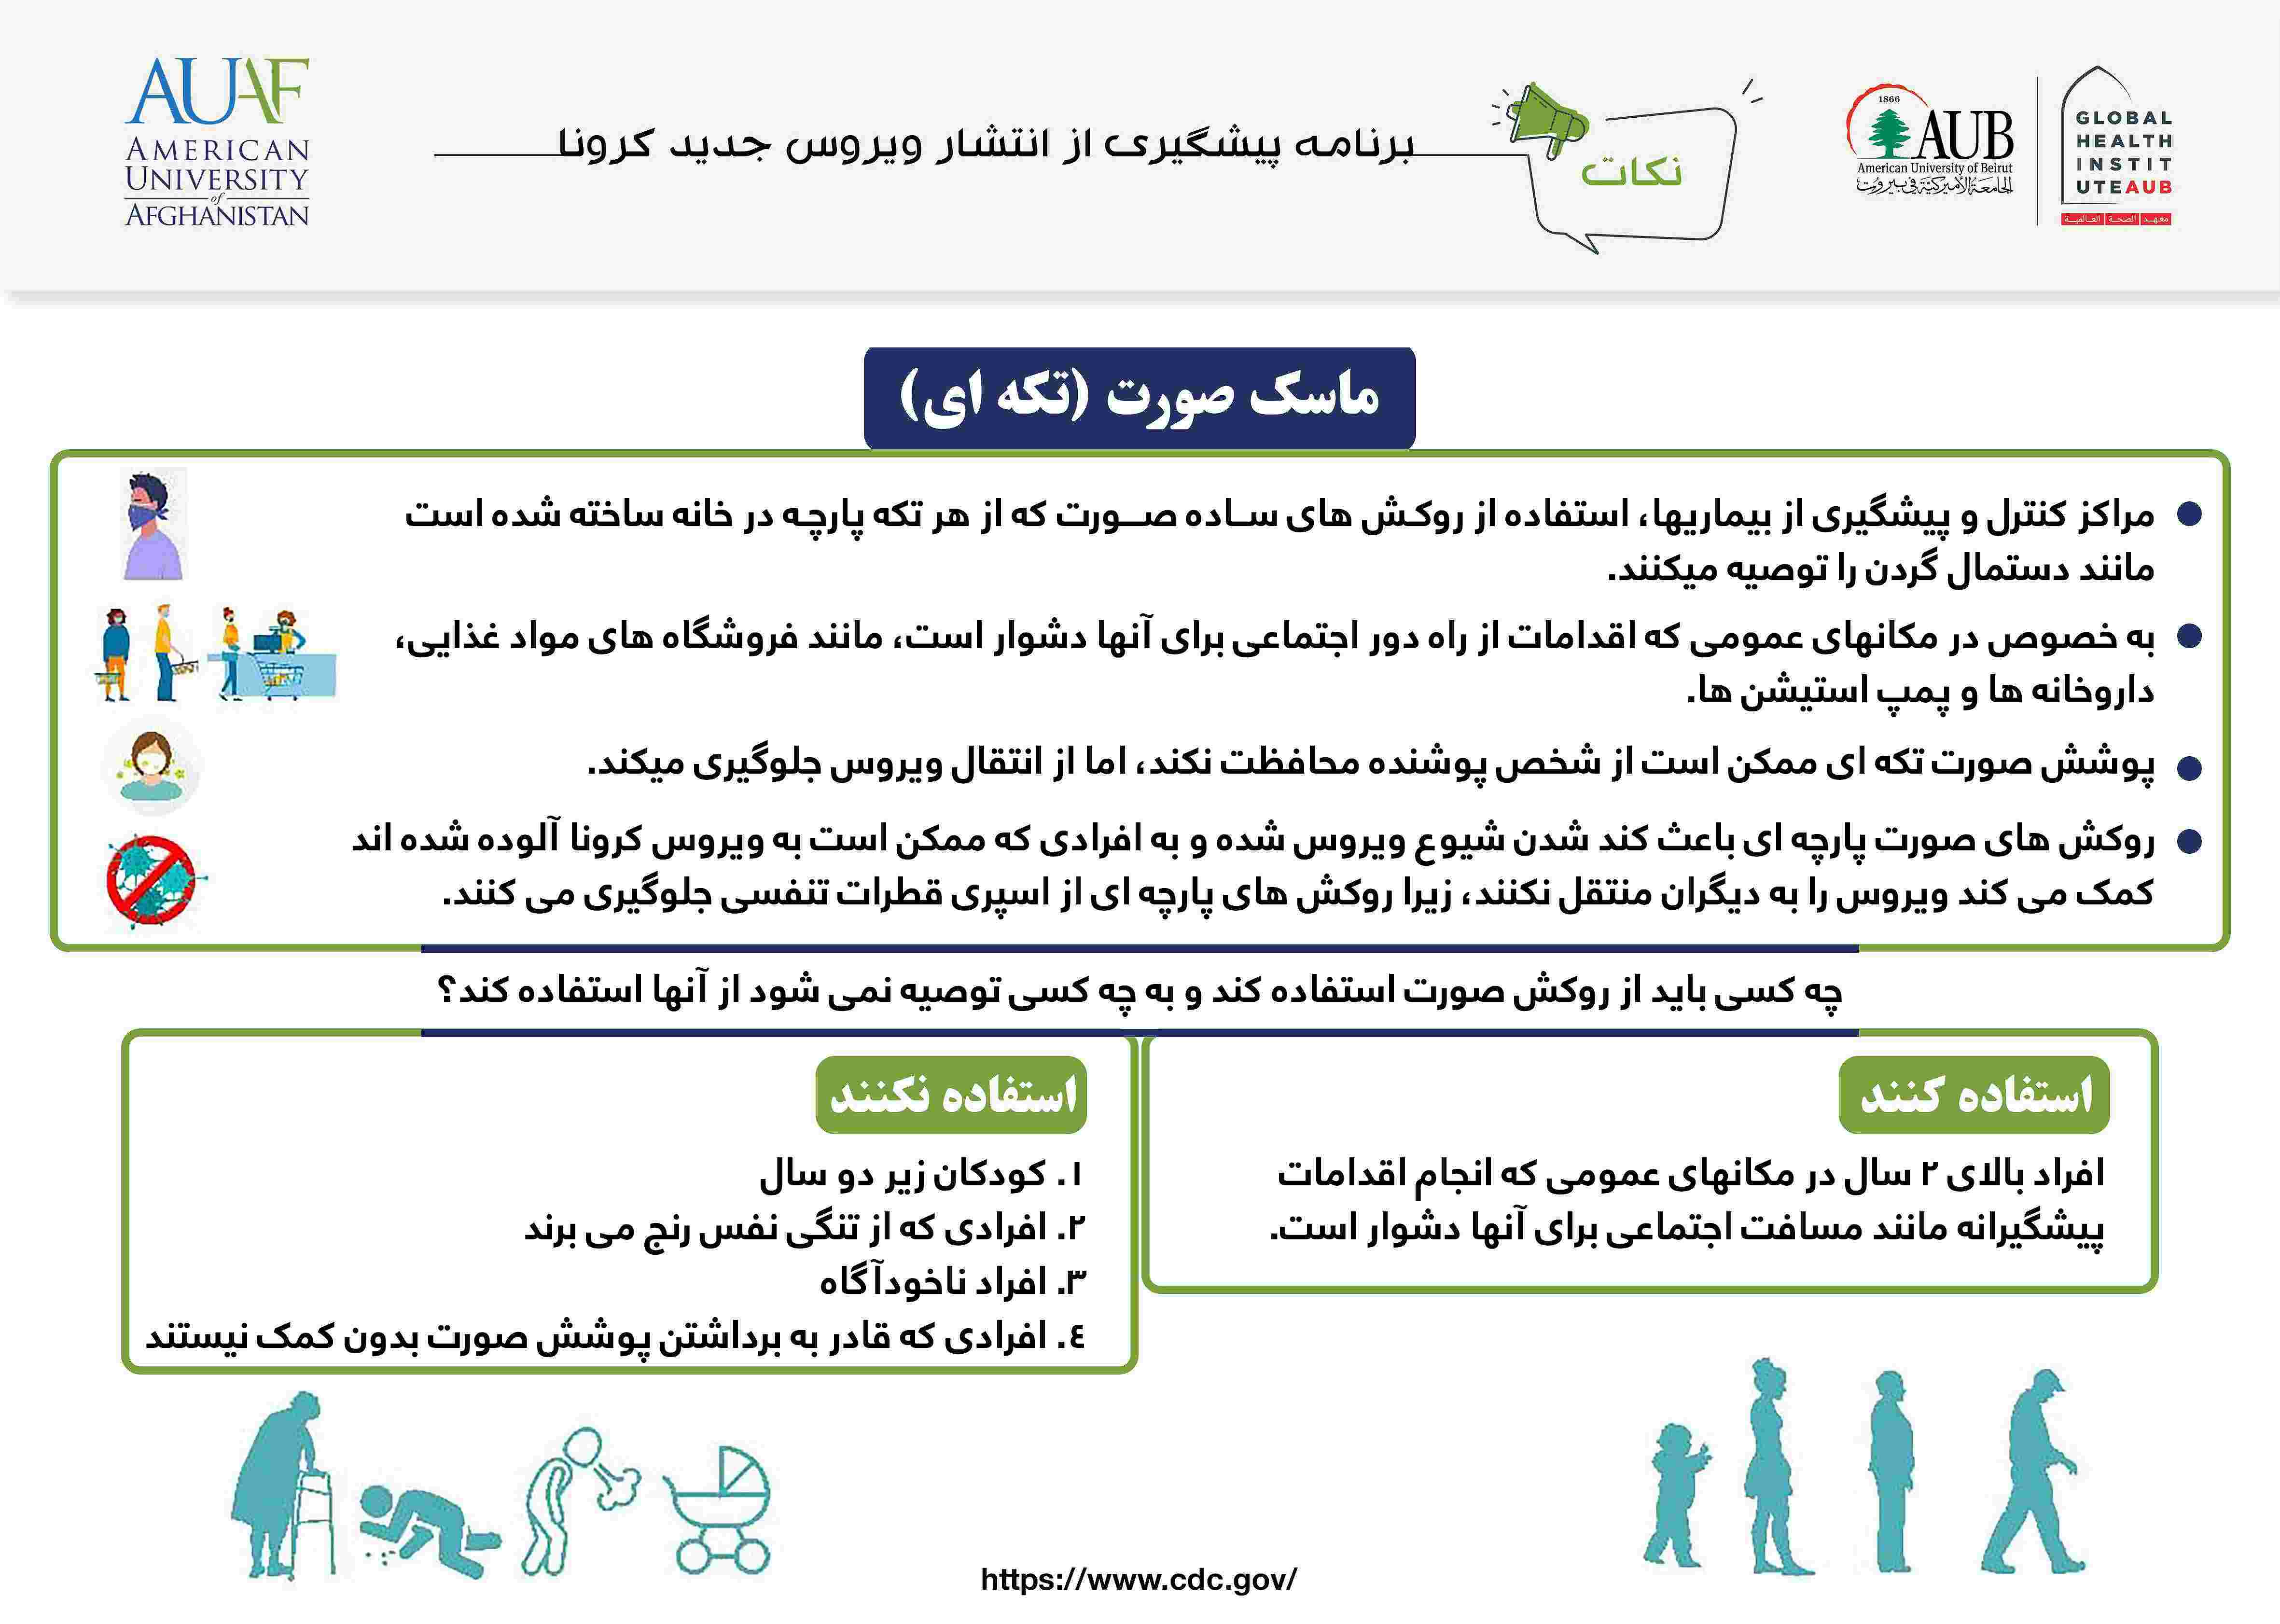 AUAF
AMERICAN
UNIVERSITY
of
AFGHANISTAN
برنامه پیشگیری از انتشار ویروس جدید کرونا
نکات
1866
AUB
American University of Beirut
الجامعة الأميركية في بيروت
GLOBAL
HEALTH
INSTIT
UTEAUB
معهد الصحة العالمية
ماسک صورت (تکه ای)
● مراکز کنترل و پیشگیری از بیماریها، استفاده از روکش های ساده صورت که از هر تکه پارچه در خانه ساخته شده است
مانند دستمال گردن را توصیه میکنند.
● به خصوص در مکانهای عمومی که اقدامات از راه دور اجتماعی برای آنها دشوار است، مانند فروشگاه های مواد غذایی،
داروخانه ها و پمپ استیشن ها.
● پوشش صورت تکه ای ممکن است از شخص پوشنده محافظت نکند، اما از انتقال ویروس جلوگیری میکند.
● روکش های صورت پارچه ای باعث کند شدن شیوع ویروس شده و به افرادی که ممکن است به ویروس کرونا آلوده شده اند
کمک می کند ویروس را به دیگران منتقل نکنند، زیرا روکش های پارچه ای از اسپری قطرات تنفسی جلوگیری می کنند.
چه کسی باید از روکش صورت استفاده کند و به چه کسی توصیه نمی شود از آنها استفاده کند؟
استفاده کنند
افراد بالای ۲ سال در مکانهای عمومی که انجام اقدامات
پیشگیرانه مانند مسافت اجتماعی برای آنها دشوار است.
استفاده نکنند
۱. کودکان زیر دو سال
۲. افرادی که از تنگی نفس رنج می برند
۳. افراد ناخودآگاه
٤. افرادی که قادر به برداشتن پوشش صورت بدون کمک نیستند
https://www.cdc.gov/